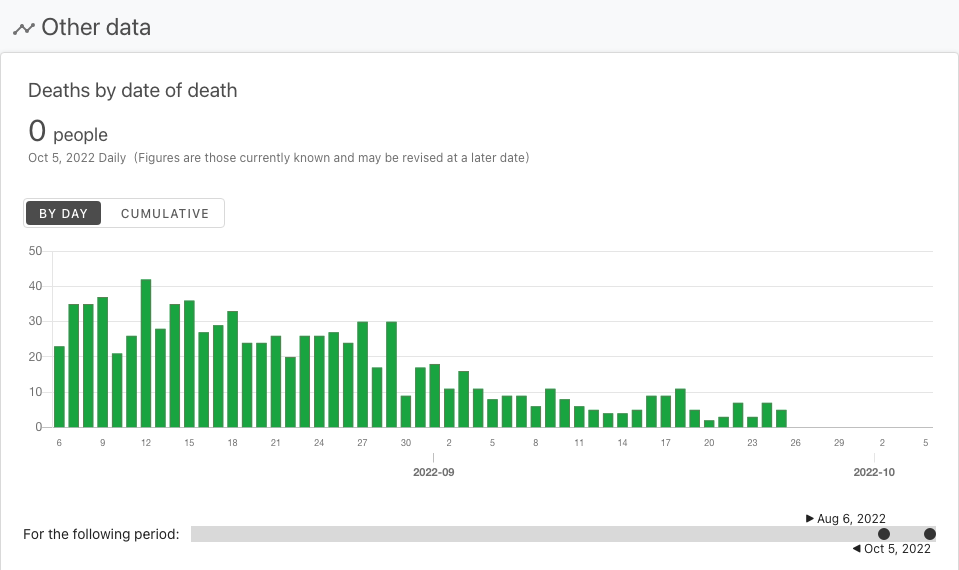 Other data
Deaths by date of death
0 people
Oct 5, 2022 Daily (Figures are those currently known and may be revised at a later date)
BY DAY CUMULATIVE
50
40
30
20
10
0
6 9 12 15 18 21 24 27 30 2 5 8 11 14 17 20 23 26 29 2 5
2022-09 2022-10
▶ Aug 6, 2022
For the following period:
◀ Oct 5, 2022